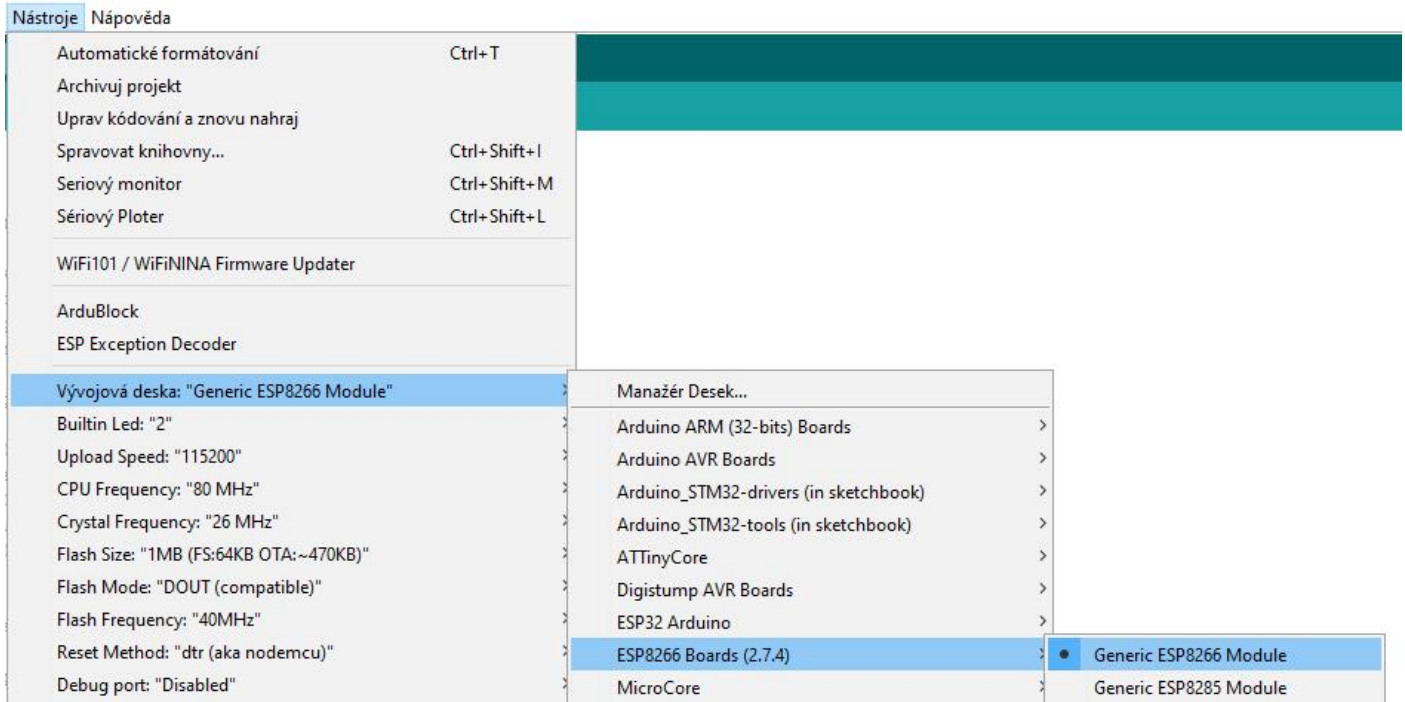 Nástroje Nápověda
Automatické formátování Ctrl+T
Archivuj projekt
Uprav kódování a znovu nahraj
Spravovat knihovny... Ctrl+Shift+I
Seriový monitor Ctrl+Shift+M
Sériový Ploter Ctrl+Shift+L
WiFi101 / WiFiNINA Firmware Updater
ArduBlock
ESP Exception Decoder
Vývojová deska: "Generic ESP8266 Module"
Builtin Led: "2"
Upload Speed: "115200"
CPU Frequency: "80 MHz"
Crystal Frequency: "26 MHz"
Flash Size: "1MB (FS:64KB OTA:~470KB)"
Flash Mode: "DOUT (compatible)"
Flash Frequency: "40MHz"
Reset Method: "dtr (aka nodemcu)"
Debug port: "Disabled"
Manažér Desek...
Arduino ARM (32-bits) Boards
Arduino AVR Boards
Arduino_STM32-drivers (in sketchbook)
Arduino_STM32-tools (in sketchbook)
ATTinyCore
Digistump AVR Boards
ESP32 Arduino
ESP8266 Boards (2.7.4)
MicroCore
Generic ESP8266 Module
Generic ESP8285 Module